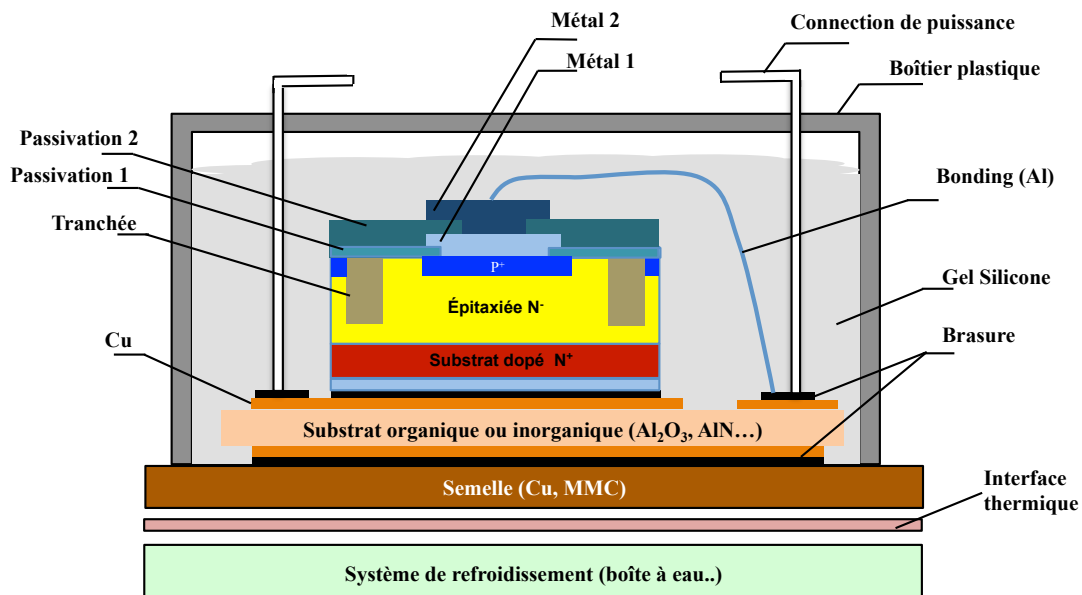 Métal 2
Métal 1
Connection de puissance
Boîtier plastique
Passivation 2
Passivation 1
Tranchée
Bonding (Al)
P⁺
Épitaxiée N⁻
Gel Silicone
Cu
Brasure
Substrat dopé N⁺
Substrat organique ou inorganique (Al₂O₃, AlN…)
Semelle (Cu, MMC)
Interface
thermique
Système de refroidissement (boîte à eau..)